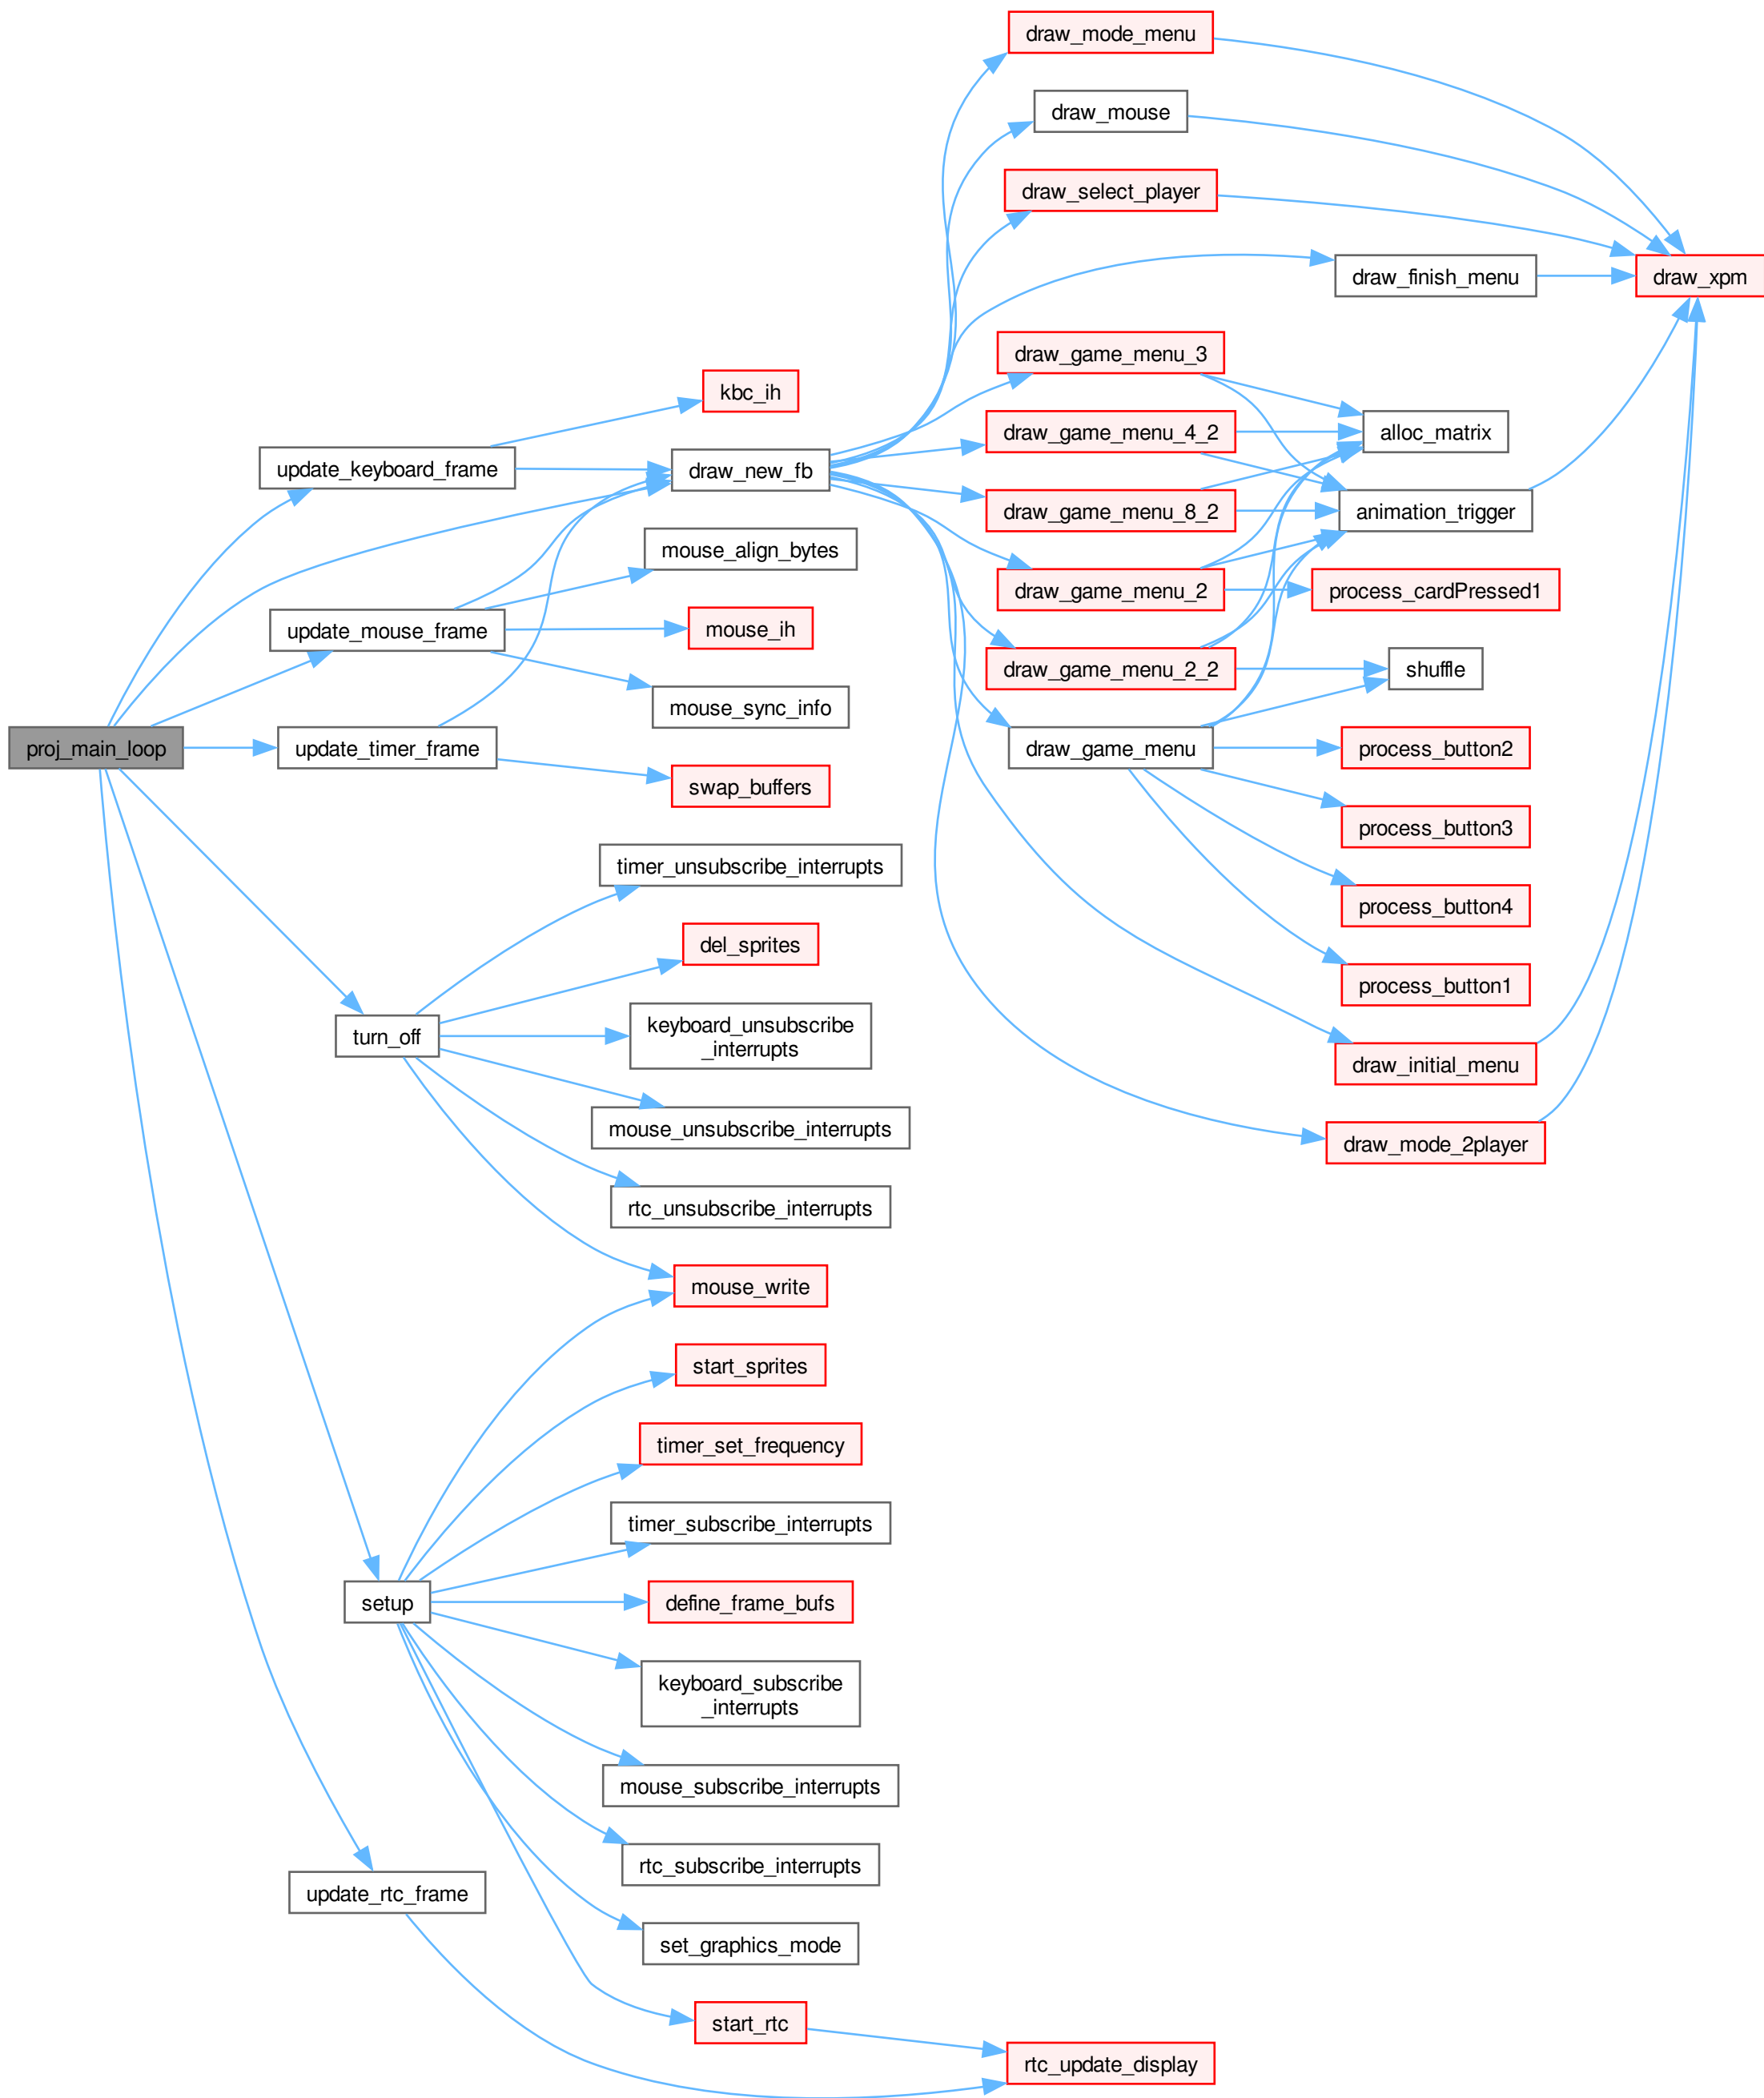 draw_mode_menu
draw_mouse
draw_select_player
draw_finish_menu
draw_xpm
draw_game_menu_3
kbc_ih
draw_game_menu_4_2
alloc_matrix
update_keyboard_frame
draw_new_fb
draw_game_menu_8_2
animation_trigger
mouse_align_bytes
draw_game_menu_2
process_cardPressed1
update_mouse_frame
mouse_ih
draw_game_menu_2_2
shuffle
mouse_sync_info
proj_main_loop
update_timer_frame
draw_game_menu
process_button2
swap_buffers
process_button3
timer_unsubscribe_interrupts
process_button4
del_sprites
process_button1
turn_off
keyboard_unsubscribe
_interrupts
draw_initial_menu
mouse_unsubscribe_interrupts
draw_mode_2player
rtc_unsubscribe_interrupts
mouse_write
start_sprites
timer_set_frequency
timer_subscribe_interrupts
setup
define_frame_bufs
keyboard_subscribe
_interrupts
mouse_subscribe_interrupts
rtc_subscribe_interrupts
update_rtc_frame
set_graphics_mode
start_rtc
rtc_update_display